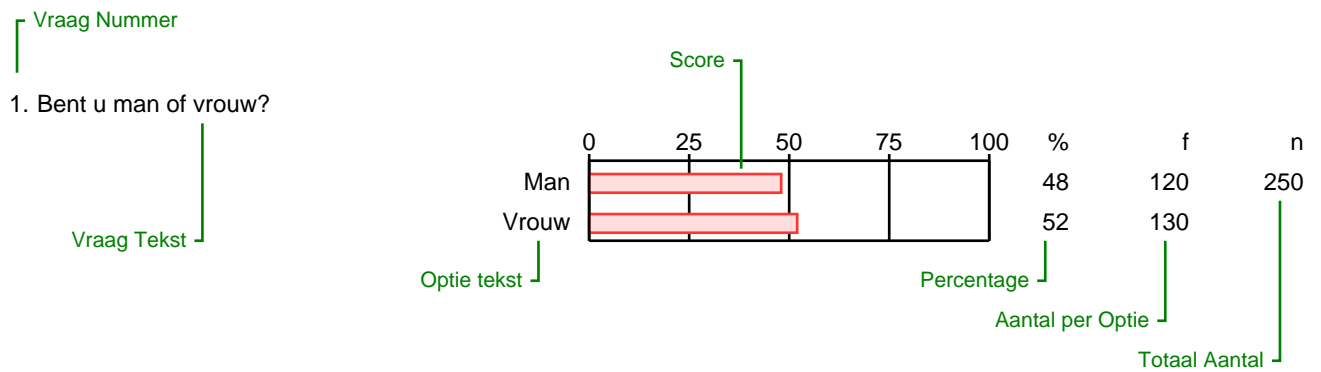 Vraag Nummer
Score
1. Bent u man of vrouw?
0 25 50 75 100 % f n
Man 48 120 250
Vrouw 52 130
Vraag Tekst
Optie tekst Percentage
Aantal per Optie
Totaal Aantal